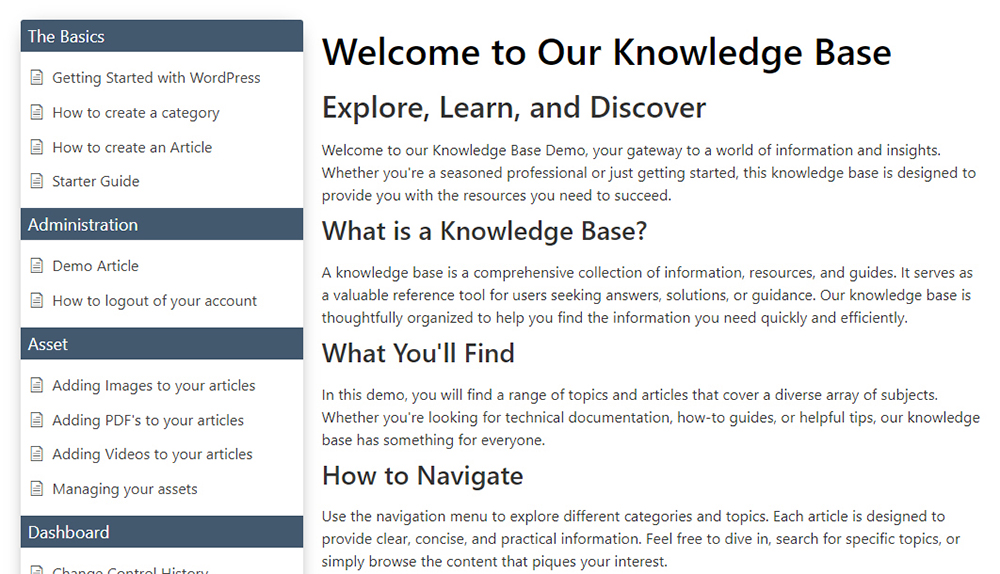 The Basics
Getting Started with WordPress
How to create a category
How to create an Article
Starter Guide
Administration
Demo Article
How to logout of your account
Asset
Adding Images to your articles
Adding PDF's to your articles
Adding Videos to your articles
Managing your assets
Dashboard
Change Control History
Welcome to Our Knowledge Base
Explore, Learn, and Discover
Welcome to our Knowledge Base Demo, your gateway to a world of information and insights.
Whether you're a seasoned professional or just getting started, this knowledge base is designed to
provide you with the resources you need to succeed.
What is a Knowledge Base?
A knowledge base is a comprehensive collection of information, resources, and guides. It serves as
a valuable reference tool for users seeking answers, solutions, or guidance. Our knowledge base is
thoughtfully organized to help you find the information you need quickly and efficiently.
What You'll Find
In this demo, you will find a range of topics and articles that cover a diverse array of subjects.
Whether you're looking for technical documentation, how-to guides, or helpful tips, our knowledge
base has something for everyone.
How to Navigate
Use the navigation menu to explore different categories and topics. Each article is designed to
provide clear, concise, and practical information. Feel free to dive in, search for specific topics, or
simply browse the content that piques your interest.